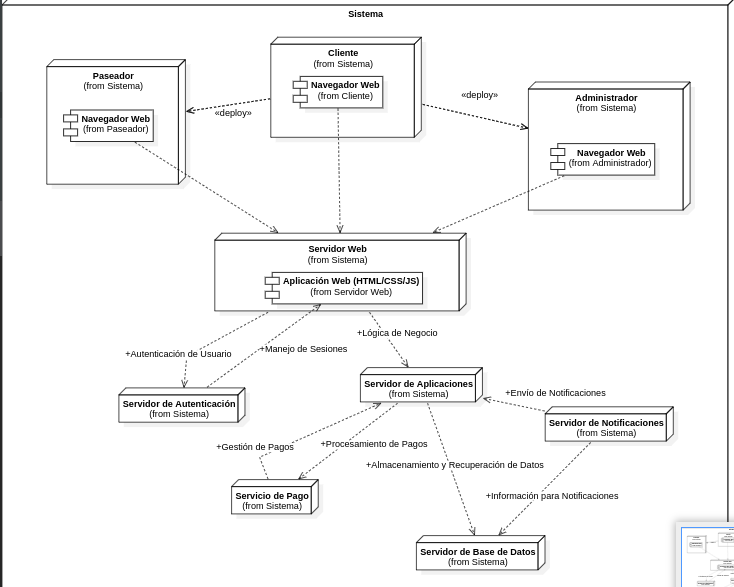 Sistema
Cliente
(from Sistema)
Navegador Web
(from Cliente)
Paseador
(from Sistema)
Navegador Web
(from Paseador)
«deploy»
«deploy»
Administrador
(from Sistema)
Navegador Web
(from Administrador)
Servidor Web
(from Sistema)
Aplicación Web (HTML/CSS/JS)
(from Servidor Web)
+Autenticación de Usuario
+Manejo de Sesiones
+Lógica de Negocio
Servidor de Autenticación
(from Sistema)
Servidor de Aplicaciones
(from Sistema)
+Envío de Notificaciones
Servidor de Notificaciones
(from Sistema)
+Gestión de Pagos
+Procesamiento de Pagos
+Almacenamiento y Recuperación de Datos
Servicio de Pago
(from Sistema)
+Información para Notificaciones
Servidor de Base de Datos
(from Sistema)